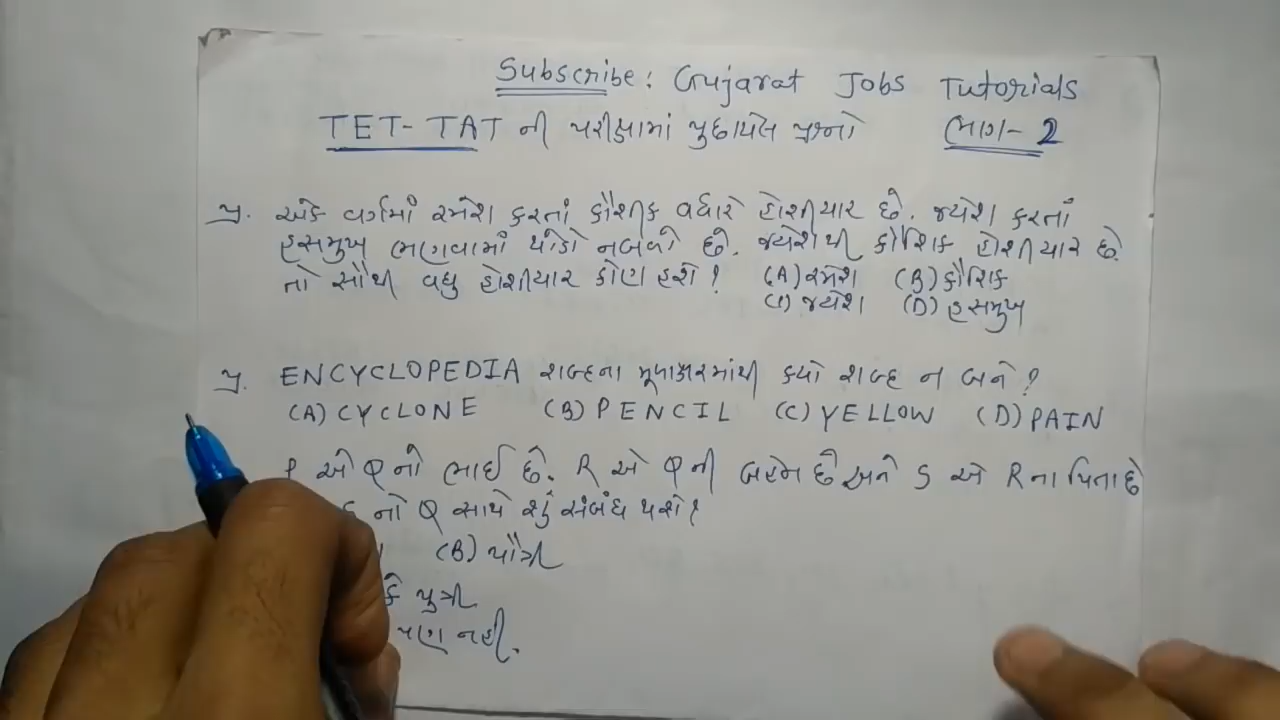 Subscribe: Gujarat Jobs Tutorials
TET-TAT ની પરીક્ષામાં પુછાયેલ પ્રશ્નો ભાગ-2
પ્ર. એક વર્ગમાં રમેશ કરતાં કૌશીક વધારે હોશીયાર છે. જયેશ કરતાં
હસમુખ ભણવામાં થોડો નબળો છે. જયેશથી કૌશિક હોશીયાર છે.
તો સૌથી વધુ હોશીયાર કોણ હશે? (A) રમેશ (B) કૌશિક
(C) જયેશ (D) હસમુખ
પ્ર. ENCYCLOPEDIA શબ્દના મૂળાક્ષરમાંથી કયો શબ્દ ન બને?
(A) CYCLONE (B) PENCIL (C) YELLOW (D) PAIN
P એ Q નો ભાઈ છે. R એ Q ની બહેન છે અને S એ R ના પિતા છે
નો Q સાથે શું સંબંધ થશે?
(B) પૌત્રી
કે પુત્રી
પણ નહી.